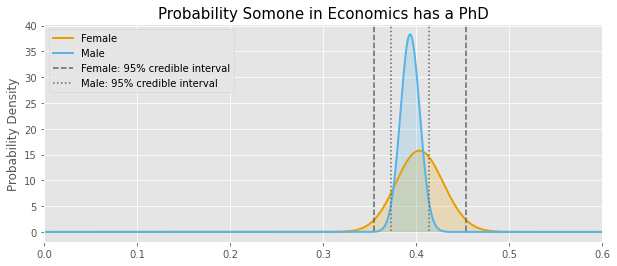 Probability Somone in Economics has a PhD
Probability Density
40
35
30
25
20
15
10
5
0
Female
Male
Female: 95% credible interval
Male: 95% credible interval
0.0 0.1 0.2 0.3 0.4 0.5 0.6